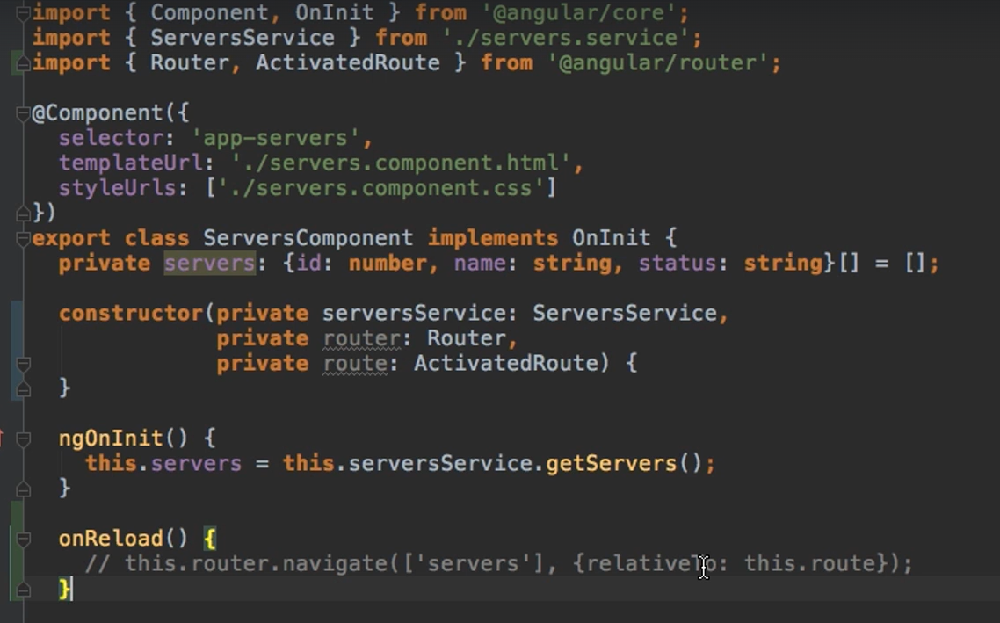 import { Component, OnInit } from '@angular/core';
import { ServersService } from './servers.service';
import { Router, ActivatedRoute } from '@angular/router';
@Component({
selector: 'app-servers',
templateUrl: './servers.component.html',
styleUrls: ['./servers.component.css']
})
export class ServersComponent implements OnInit {
private servers: {id: number, name: string, status: string}[] = [];
constructor(private serversService: ServersService,
private router: Router,
private route: ActivatedRoute) {
}
ngOnInit() {
this.servers = this.serversService.getServers();
}
onReload() {
// this.router.navigate(['servers'], {relativeTo: this.route});
}